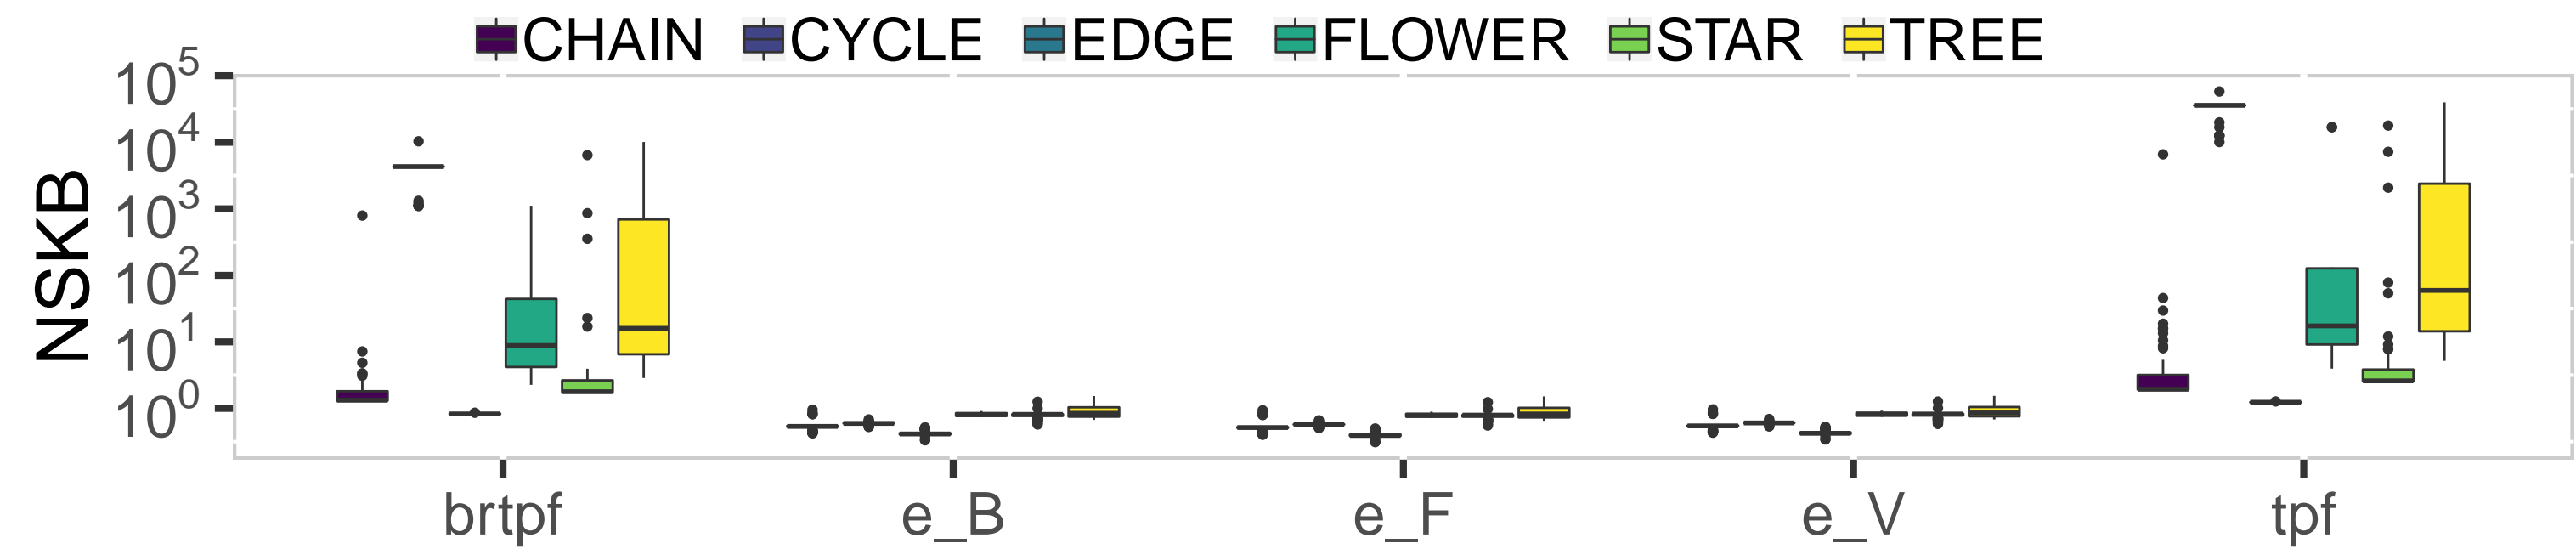 CHAIN CYCLE EDGE FLOWER STAR TREE
NSKB
10^5
10^4
10^3
10^2
10^1
10^0
brtpf e_B e_F e_V tpf